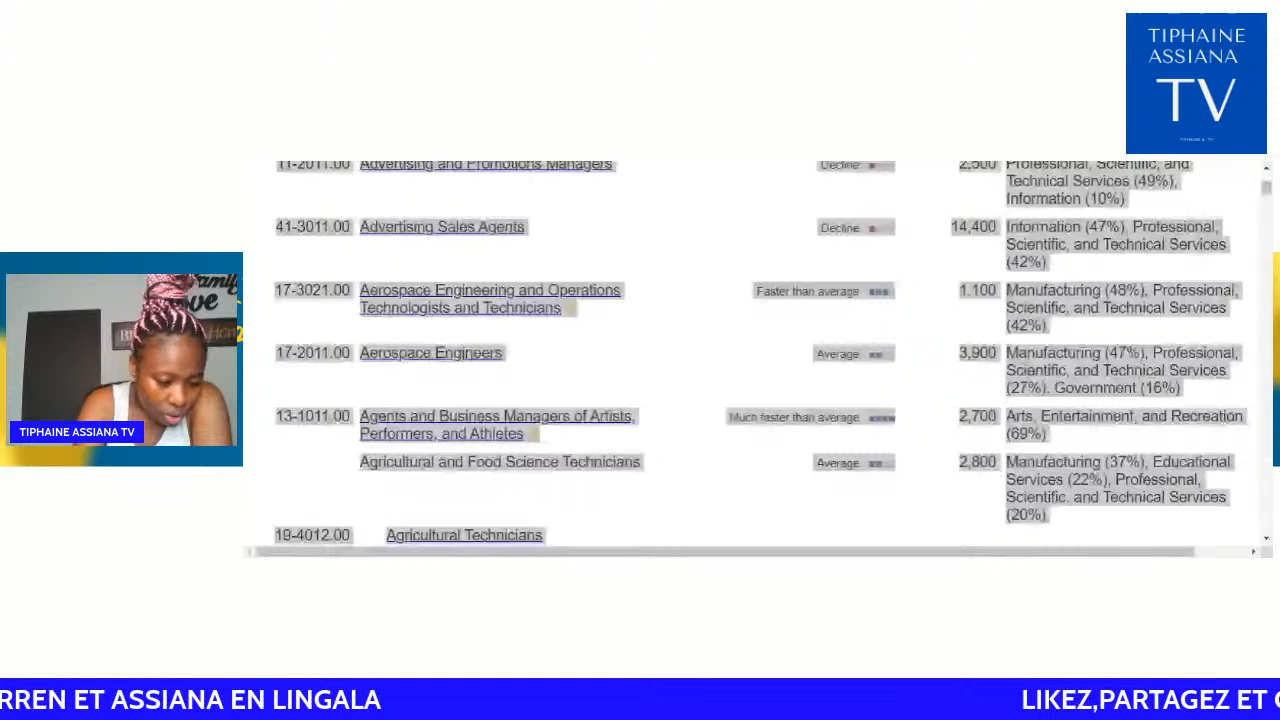 TIPHAINE
ASSIANA
TV
11-2011.00 Advertising and Promotions Managers Decline 2,500 Professional, Scientific, and
Technical Services (49%),
Information (10%)
41-3011.00 Advertising Sales Agents Decline 14,400 Information (47%), Professional,
Scientific, and Technical Services
(42%)
17-3021.00 Aerospace Engineering and Operations Faster than average 1,100 Manufacturing (48%), Professional,
Technologists and Technicians Scientific, and Technical Services
(42%)
17-2011.00 Aerospace Engineers Average 3,900 Manufacturing (47%), Professional,
Scientific, and Technical Services
(27%), Government (16%)
13-1011.00 Agents and Business Managers of Artists, Much faster than average 2,700 Arts, Entertainment, and Recreation
Performers, and Athletes (69%)
Agricultural and Food Science Technicians Average 2,800 Manufacturing (37%), Educational
Services (22%), Professional,
Scientific, and Technical Services
(20%)
19-4012.00 Agricultural Technicians
TIPHAINE ASSIANA TV
RREN ET ASSIANA EN LINGALA LIKEZ,PARTAGEZ ET